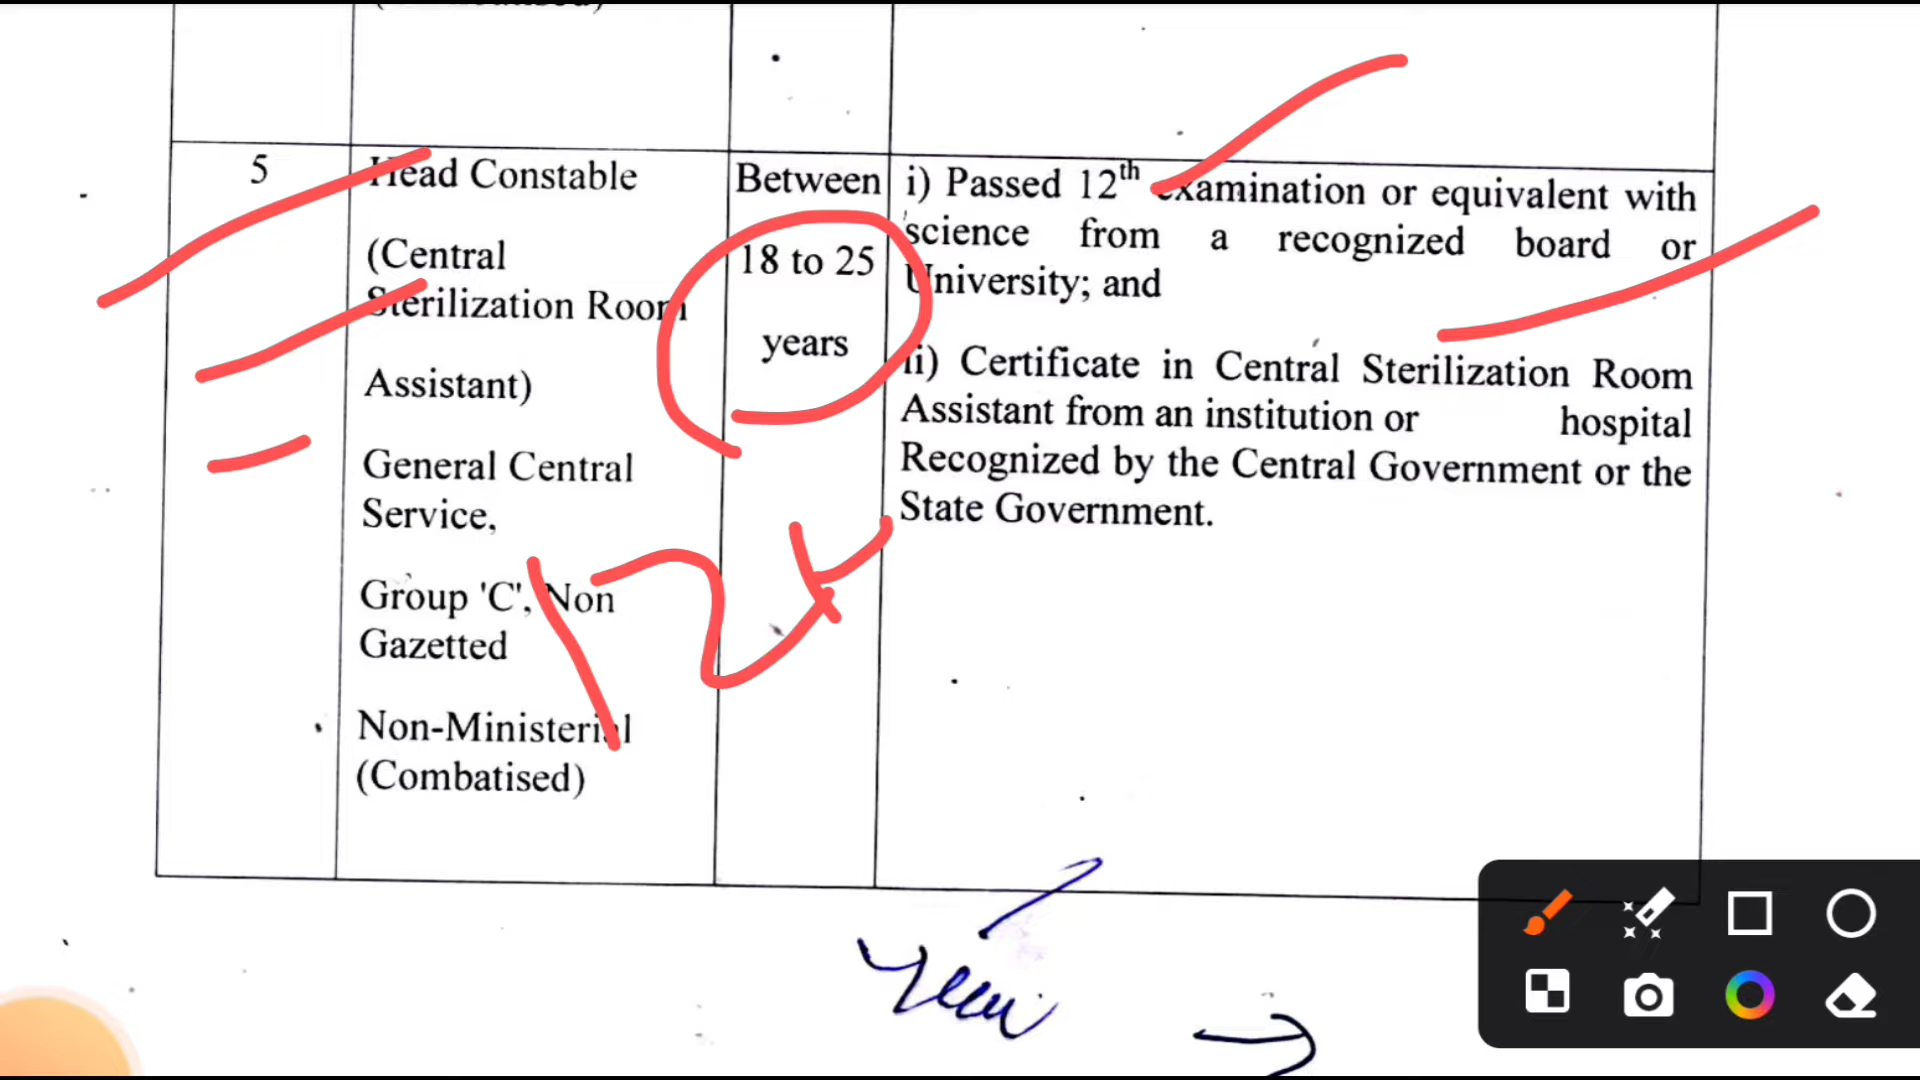 5
Head Constable
(Central
Sterilization Room
Assistant)
General Central
Service,
Group 'C', Non
Gazetted
Non-Ministerial
(Combatised)
Between
18 to 25
years
i) Passed 12th examination or equivalent with
science from a recognized board or
University; and
ii) Certificate in Central Sterilization Room
Assistant from an institution or hospital
Recognized by the Central Government or the
State Government.
12